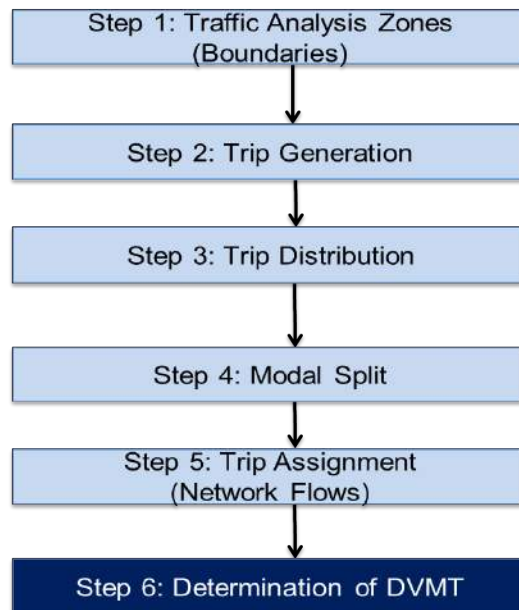 Step 1: Traffic Analysis Zones
(Boundaries)
Step 2: Trip Generation
Step 3: Trip Distribution
Step 4: Modal Split
Step 5: Trip Assignment
(Network Flows)
Step 6: Determination of DVMT